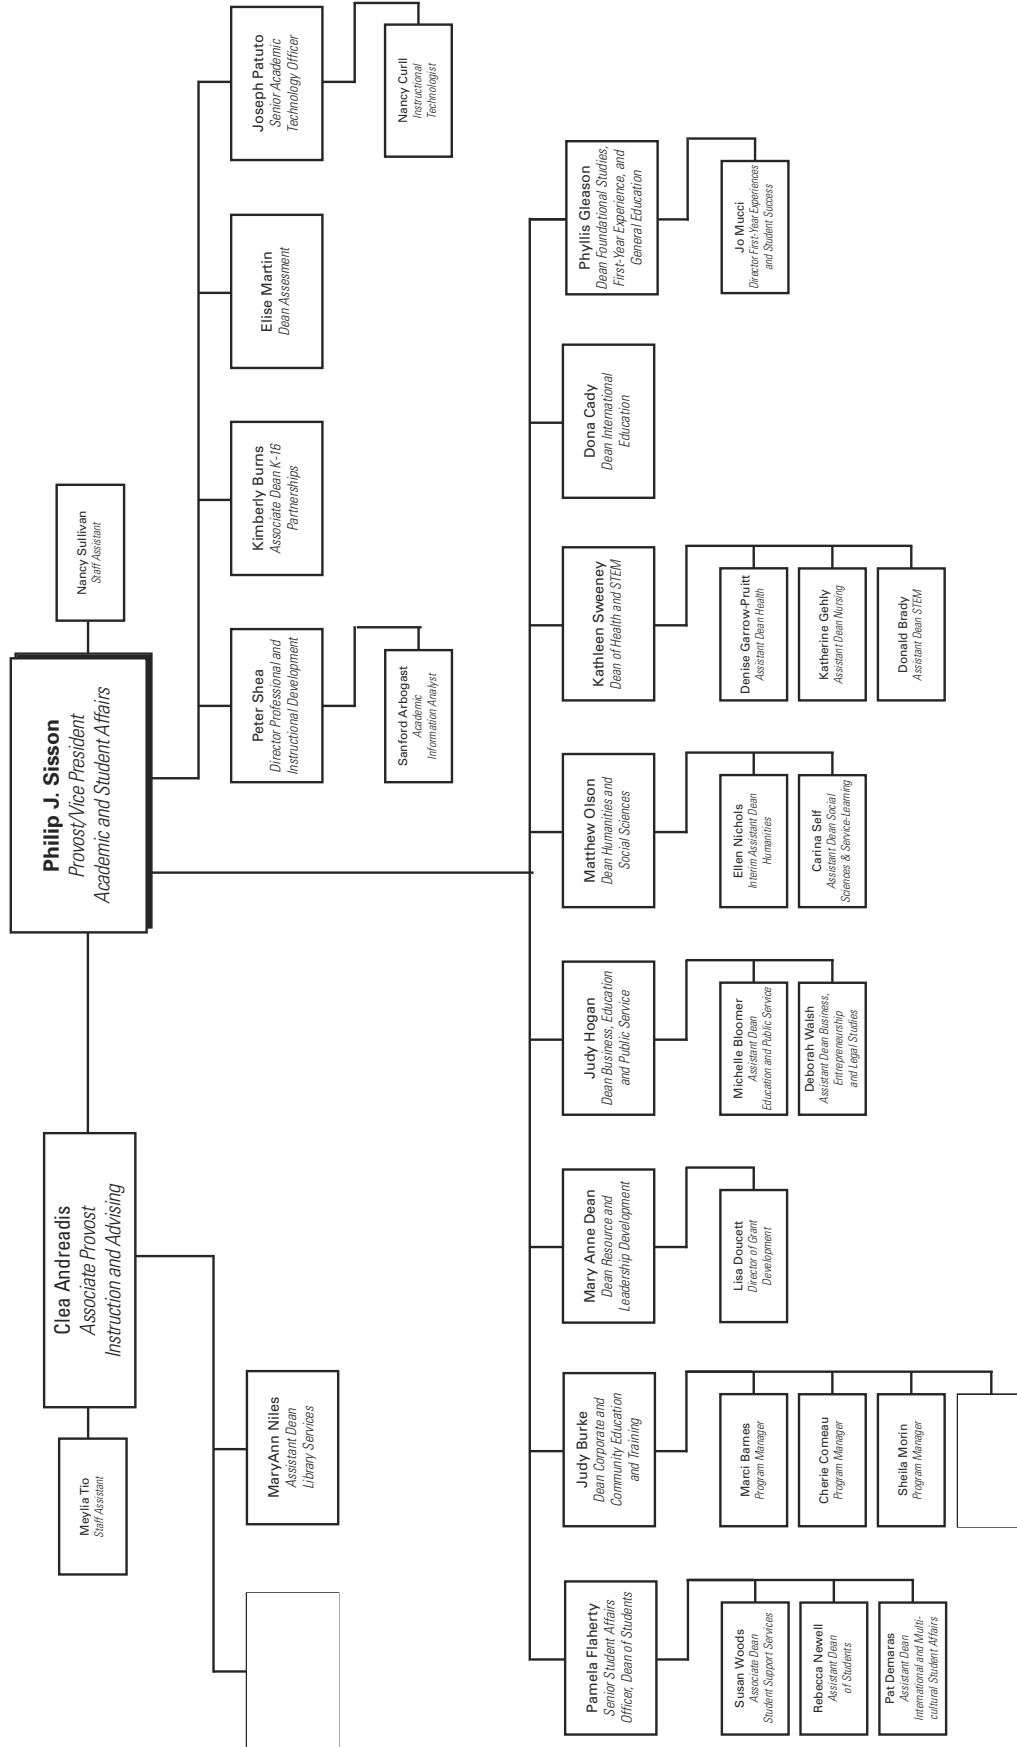 Philip J. Sisson
Provost/Vice President
Academic and Student Affairs
Nancy Sullivan
Staff Assistant
Clea Andreadis
Associate Provost
Instruction and Advising
Meylia Tio
Staff Assistant
MaryAnn Niles
Assistant Dean
Library Services
Peter Shea
Director Professional and
Instructional Development
Sanford Arbogast
Academic
Information Analyst
Kimberly Burns
Associate Dean K-16
Partnerships
Elise Martin
Dean Assesment
Joseph Patuto
Senior Academic
Technology Officer
Nancy Curll
Instructional
Technologist
Pamela Flaherty
Senior Student Affairs
Officer, Dean of Students
Susan Woods
Associate Dean
Student Support Services
Rebecca Newell
Assistant Dean
of Students
Pat Demaras
Assistant Dean
International and Multi-
cultural Student Affairs
Judy Burke
Dean Corporate and
Community Education
and Training
Marci Barnes
Program Manager
Cherie Comeau
Program Manager
Sheila Morin
Program Manager
Mary Anne Dean
Dean Resource and
Leadership Development
Lisa Doucett
Director of Grant
Development
Judy Hogan
Dean Business, Education
and Public Service
Michelle Bloomer
Assistant Dean
Education and Public Service
Deborah Walsh
Assistant Dean Business,
Entrepreneurship
and Legal Studies
Matthew Olson
Dean Humanities and
Social Sciences
Ellen Nichols
Interim Assistant Dean
Humanities
Carina Self
Assistant Dean Social
Sciences & Service-Learning
Kathleen Sweeney
Dean of Health and STEM
Denise Garrow-Pruitt
Assistant Dean Health
Katherine Gehly
Assistant Dean Nursing
Donald Brady
Assistant Dean STEM
Dona Cady
Dean International
Education
Phyllis Gleason
Dean Foundational Studies,
First-Year Experience, and
General Education
Jo Mucci
Director First-Year Experiences
and Student Success